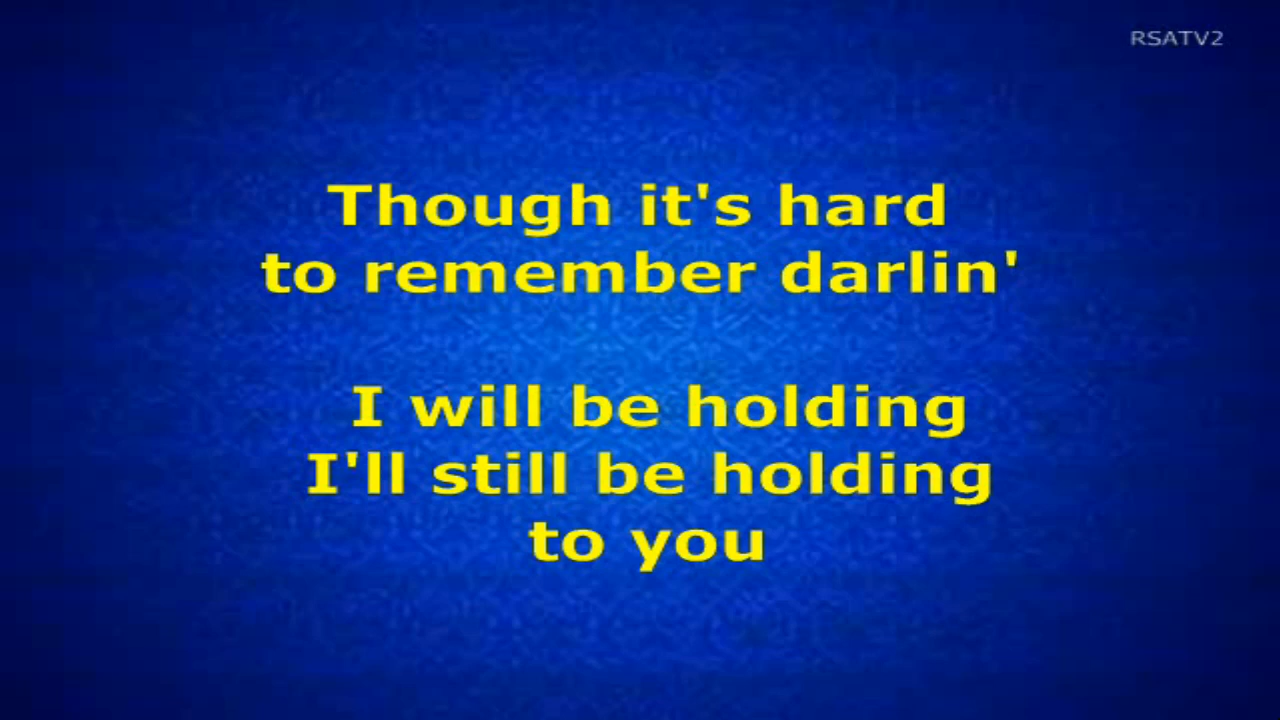 RSATV2
Though it's hard
to remember darlin'
I will be holding
I'll still be holding
to you